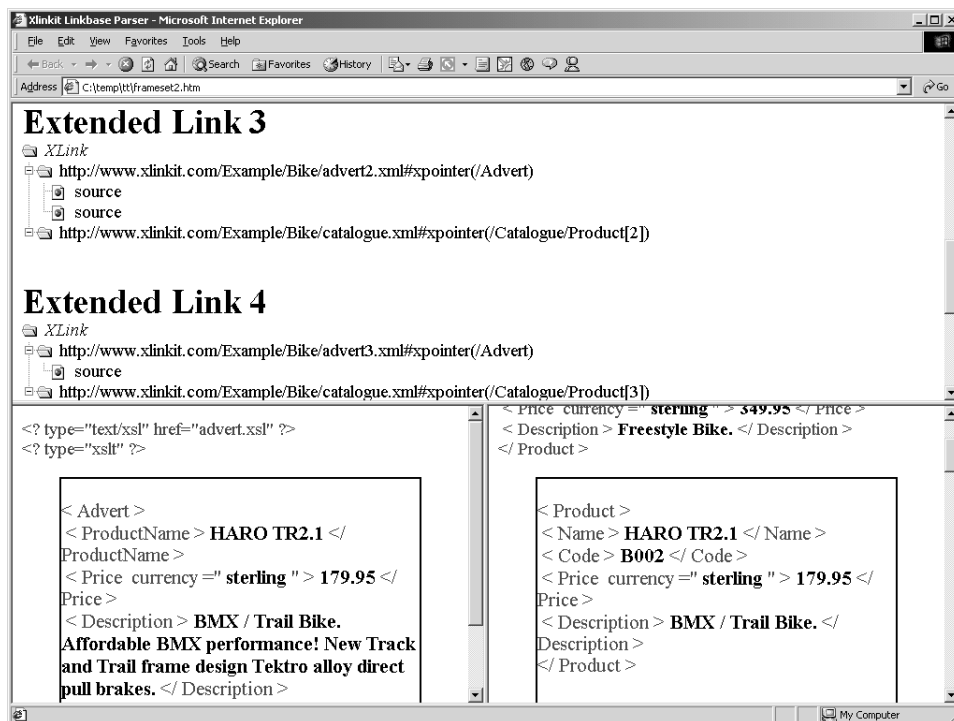 Xlinkit Linkbase Parser - Microsoft Internet Explorer
File Edit View Favorites Tools Help
Back Search Favorites History
Address C:\temp\tt\frameset2.htm Go
Extended Link 3
XLink
http://www.xlinkit.com/Example/Bike/advert2.xml#xpointer(/Advert)
source
source
http://www.xlinkit.com/Example/Bike/catalogue.xml#xpointer(/Catalogue/Product[2])
Extended Link 4
XLink
http://www.xlinkit.com/Example/Bike/advert3.xml#xpointer(/Advert)
source
http://www.xlinkit.com/Example/Bike/catalogue.xml#xpointer(/Catalogue/Product[3])
<? type="text/xsl" href="advert.xsl" ?>
<? type="xslt" ?>
< Advert >
< ProductName > HARO TR2.1 </
ProductName >
< Price currency =" sterling " > 179.95 </
Price >
< Description > BMX / Trail Bike.
Affordable BMX performance! New Track
and Trail frame design Tektro alloy direct
pull brakes. </ Description >
< Price currency =" sterling " > 349.95 </ Price >
< Description > Freestyle Bike. </ Description >
</ Product >
< Product >
< Name > HARO TR2.1 </ Name >
< Code > B002 </ Code >
< Price currency =" sterling " > 179.95 </
Price >
< Description > BMX / Trail Bike. </
Description >
</ Product >
My Computer